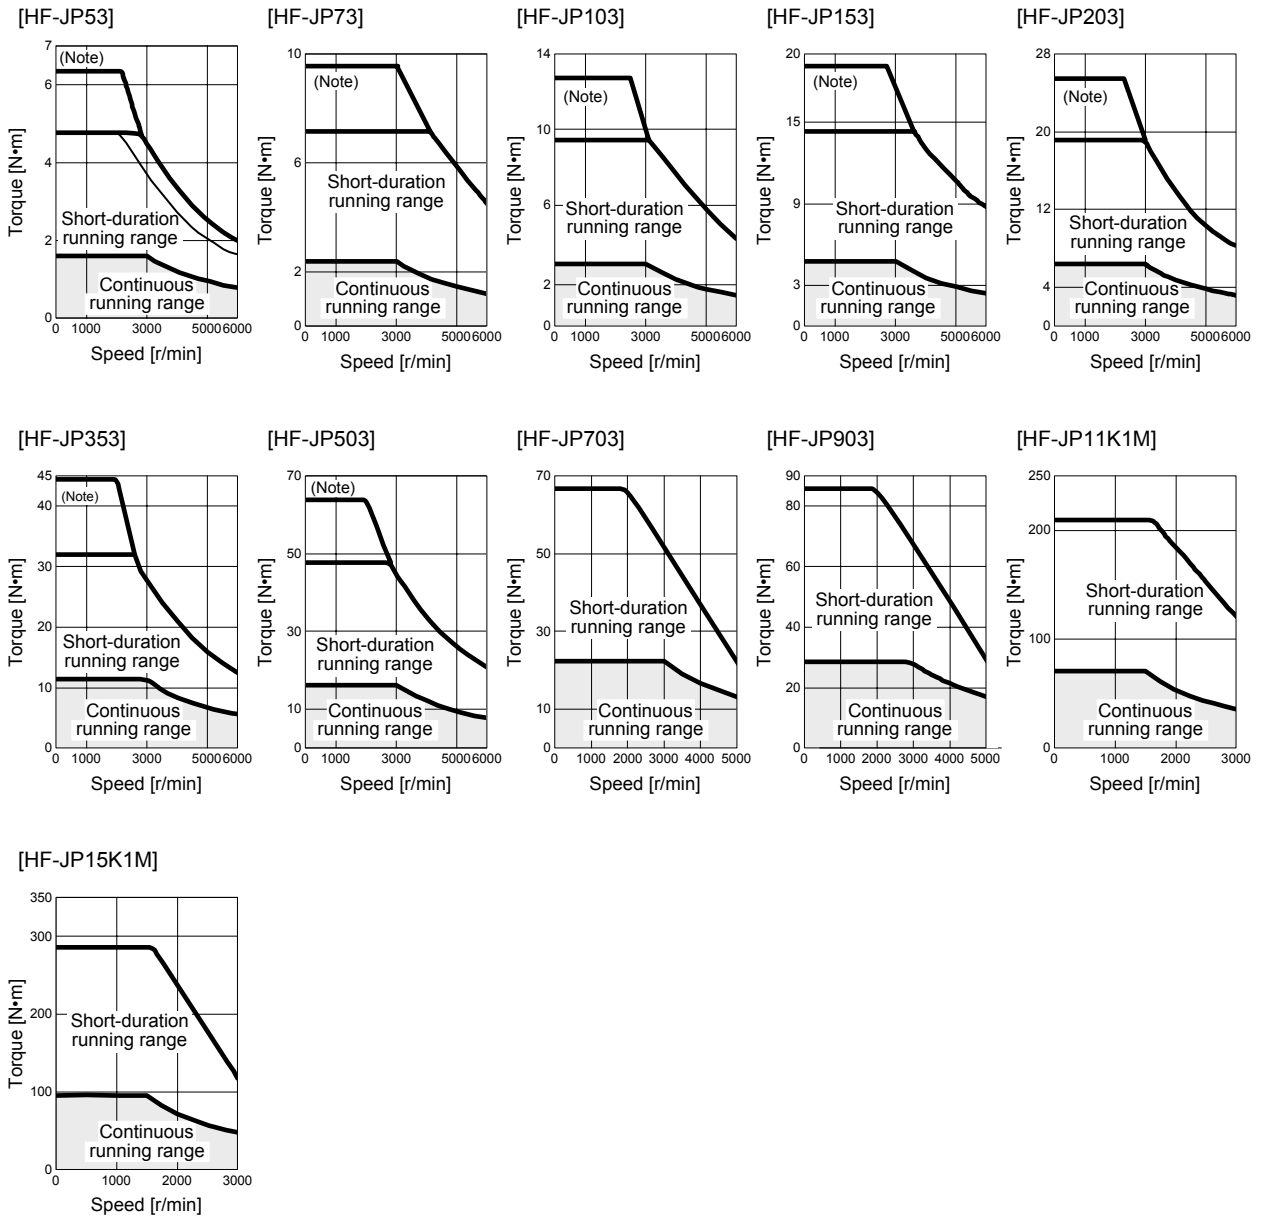 [HF-JP53]
7
(Note)
6
4
2
0
Torque [N•m]
Short-duration
running range
Continuous
running range
0 1000 3000 5000 6000
Speed [r/min]
[HF-JP73]
10
(Note)
6
2
0
Torque [N•m]
Short-duration
running range
Continuous
running range
0 1000 3000 5000 6000
Speed [r/min]
[HF-JP103]
14
(Note)
10
6
2
0
Torque [N•m]
Short-duration
running range
Continuous
running range
0 1000 3000 5000 6000
Speed [r/min]
[HF-JP153]
20
(Note)
15
9
3
0
Torque [N•m]
Short-duration
running range
Continuous
running range
0 1000 3000 5000 6000
Speed [r/min]
[HF-JP203]
28
(Note)
20
12
4
0
Torque [N•m]
Short-duration
running range
Continuous
running range
0 1000 3000 5000 6000
Speed [r/min]
[HF-JP353]
45
(Note)
40
30
20
10
0
Torque [N•m]
Short-duration
running range
Continuous
running range
0 1000 3000 5000 6000
Speed [r/min]
[HF-JP503]
70
(Note)
50
30
10
0
Torque [N•m]
Short-duration
running range
Continuous
running range
0 1000 3000 5000 6000
Speed [r/min]
[HF-JP703]
70
50
30
10
0
Torque [N•m]
Short-duration
running range
Continuous
running range
0 1000 2000 3000 4000 5000
Speed [r/min]
[HF-JP903]
90
80
60
40
20
0
Torque [N•m]
Short-duration
running range
Continuous
running range
0 1000 2000 3000 4000 5000
Speed [r/min]
[HF-JP11K1M]
250
200
100
0
Torque [N•m]
Short-duration
running range
Continuous
running range
0 1000 2000 3000
Speed [r/min]
[HF-JP15K1M]
350
300
200
100
0
Torque [N•m]
Short-duration
running range
Continuous
running range
0 1000 2000 3000
Speed [r/min]